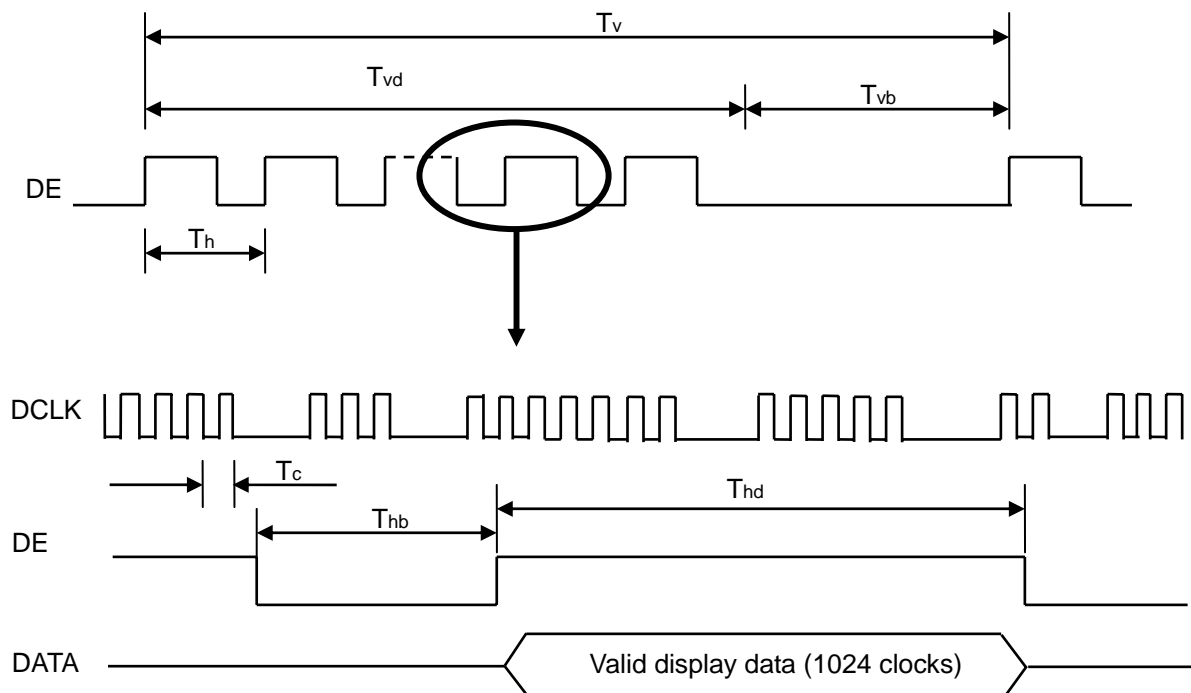 Tv
Tvd
Tvb
DE
Th
DCLK
Tc
Thd
Thb
DE
DATA
Valid display data (1024 clocks)